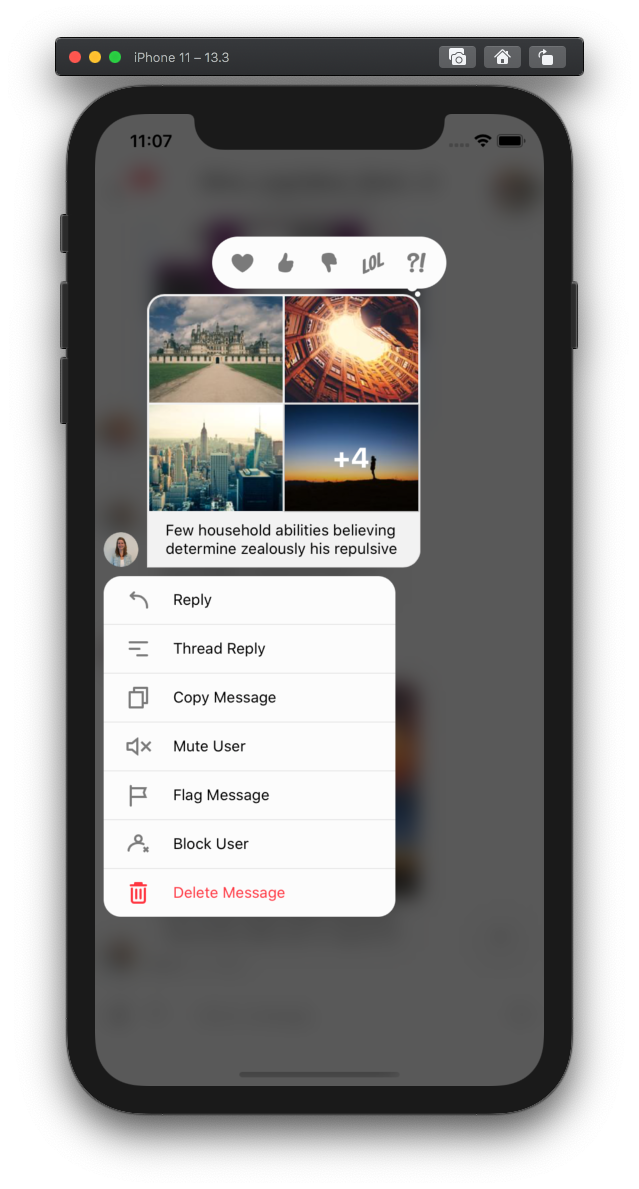 iPhone 11 – 13.3
11:07
LOL
?!
+4
Few household abilities believing
determine zealously his repulsive
Reply
Thread Reply
Copy Message
Mute User
Flag Message
Block User
Delete Message